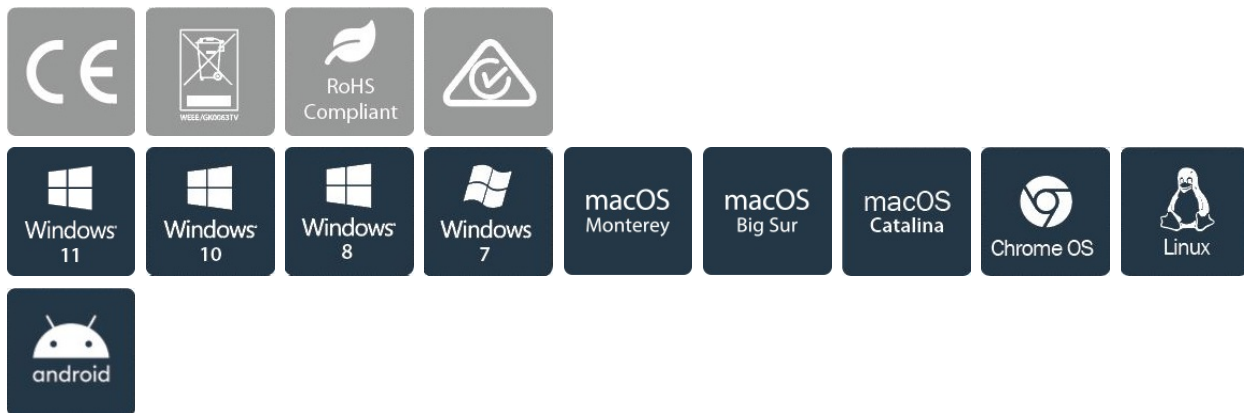 CE
WEEE/GK0083TV
RoHS
Compliant
Windows
11
Windows
10
Windows
8
Windows
7
macOS
Monterey
macOS
Big Sur
macOS
Catalina
Chrome OS
Linux
android